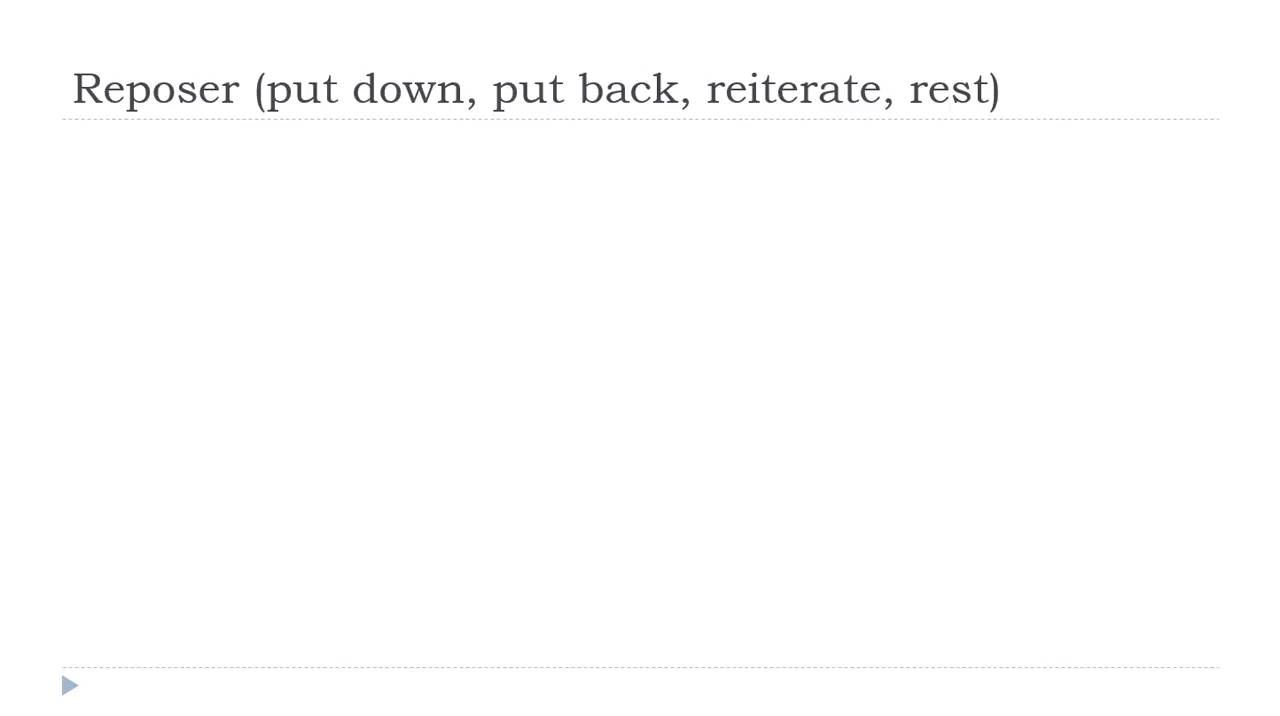 Reposer (put down, put back, reiterate, rest)